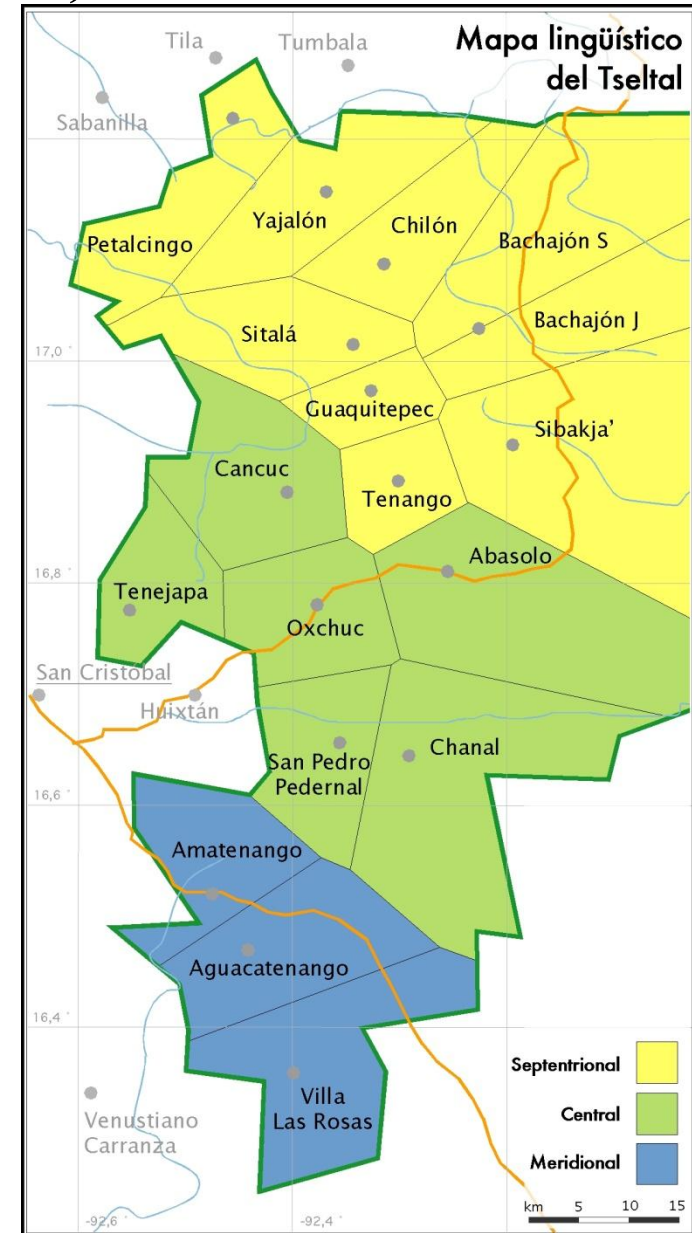 Mapa lingüístico
del Tseltal
Tila
Tumbala
Sabanilla
Yajalón
Chilón
Petalcingo
Bachajón S
Sitalá
Bachajón J
17,0 °
Guaquitepec
Sibakja’
Cancuc
Tenango
Abasolo
16,8 °
Tenejapa
Oxchuc
San Cristobal
Huixtán
San Pedro
Pedernal
Chanal
16,6 °
Amatenango
Aguacatenango
16,4 °
Septentrional
Villa
Las Rosas
Central
Venustiano
Carranza
Meridional
km 5 10 15
-92,6 °
-92,4 °